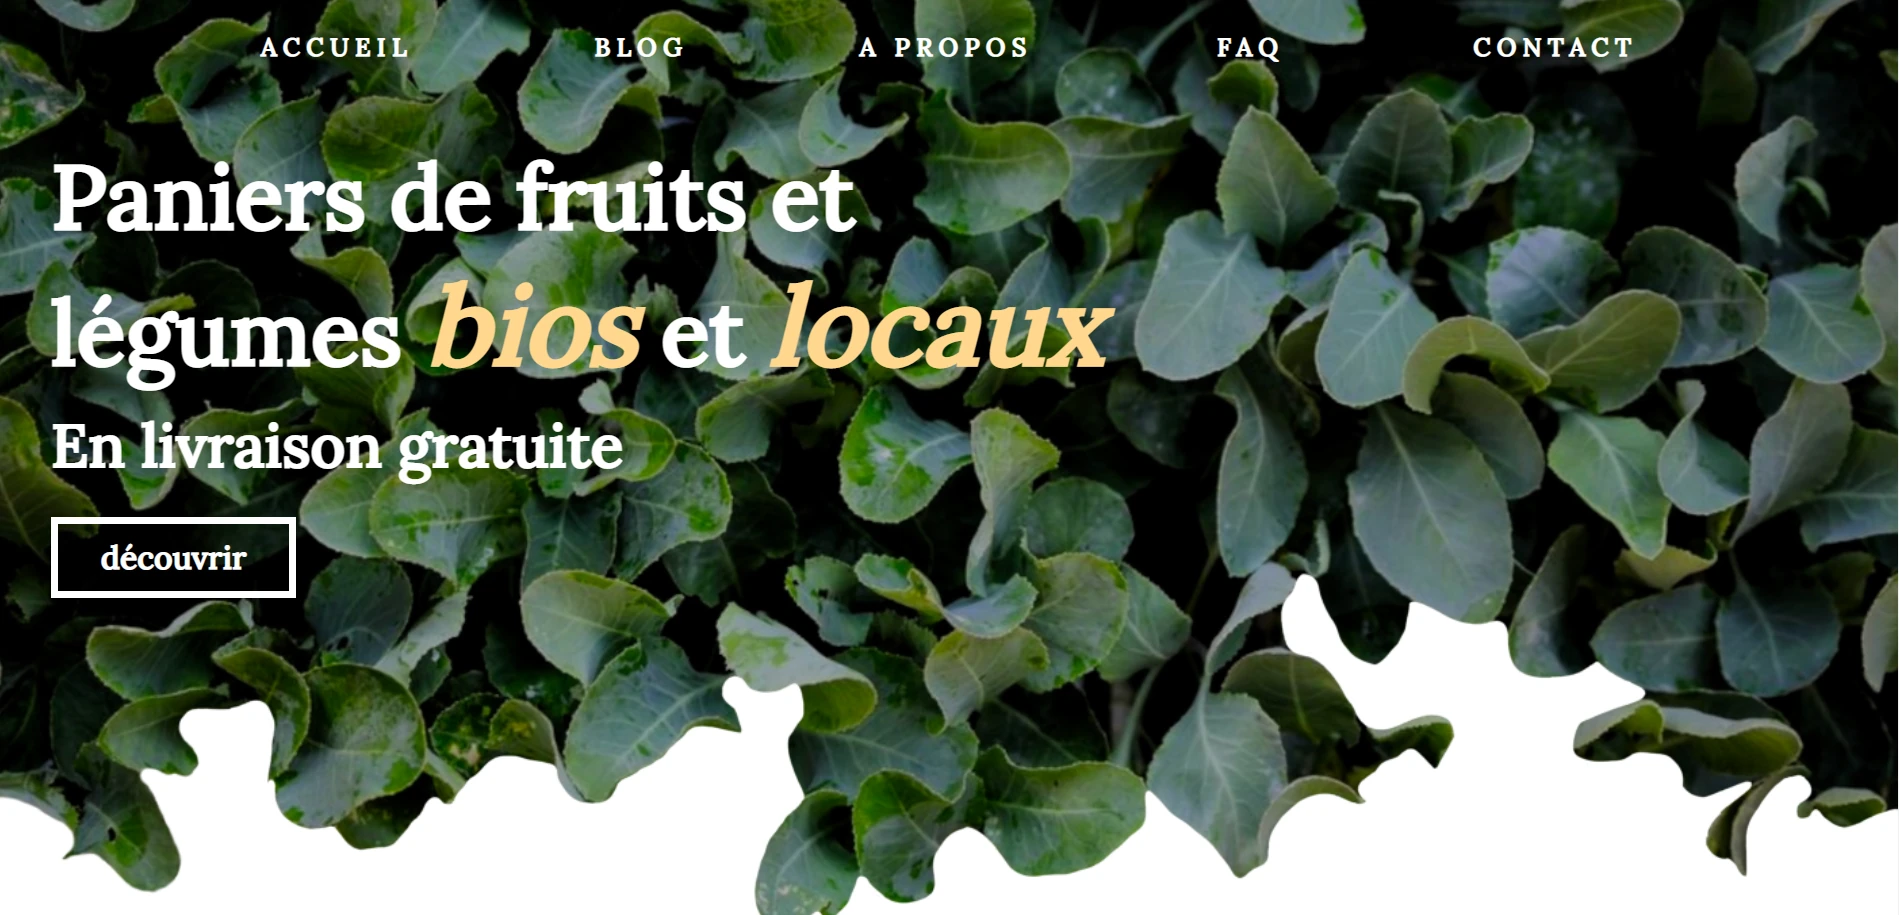 ACCUEIL BLOG A PROPOS FAQ CONTACT
Paniers de fruits et
légumes bios et locaux
En livraison gratuite
découvrir